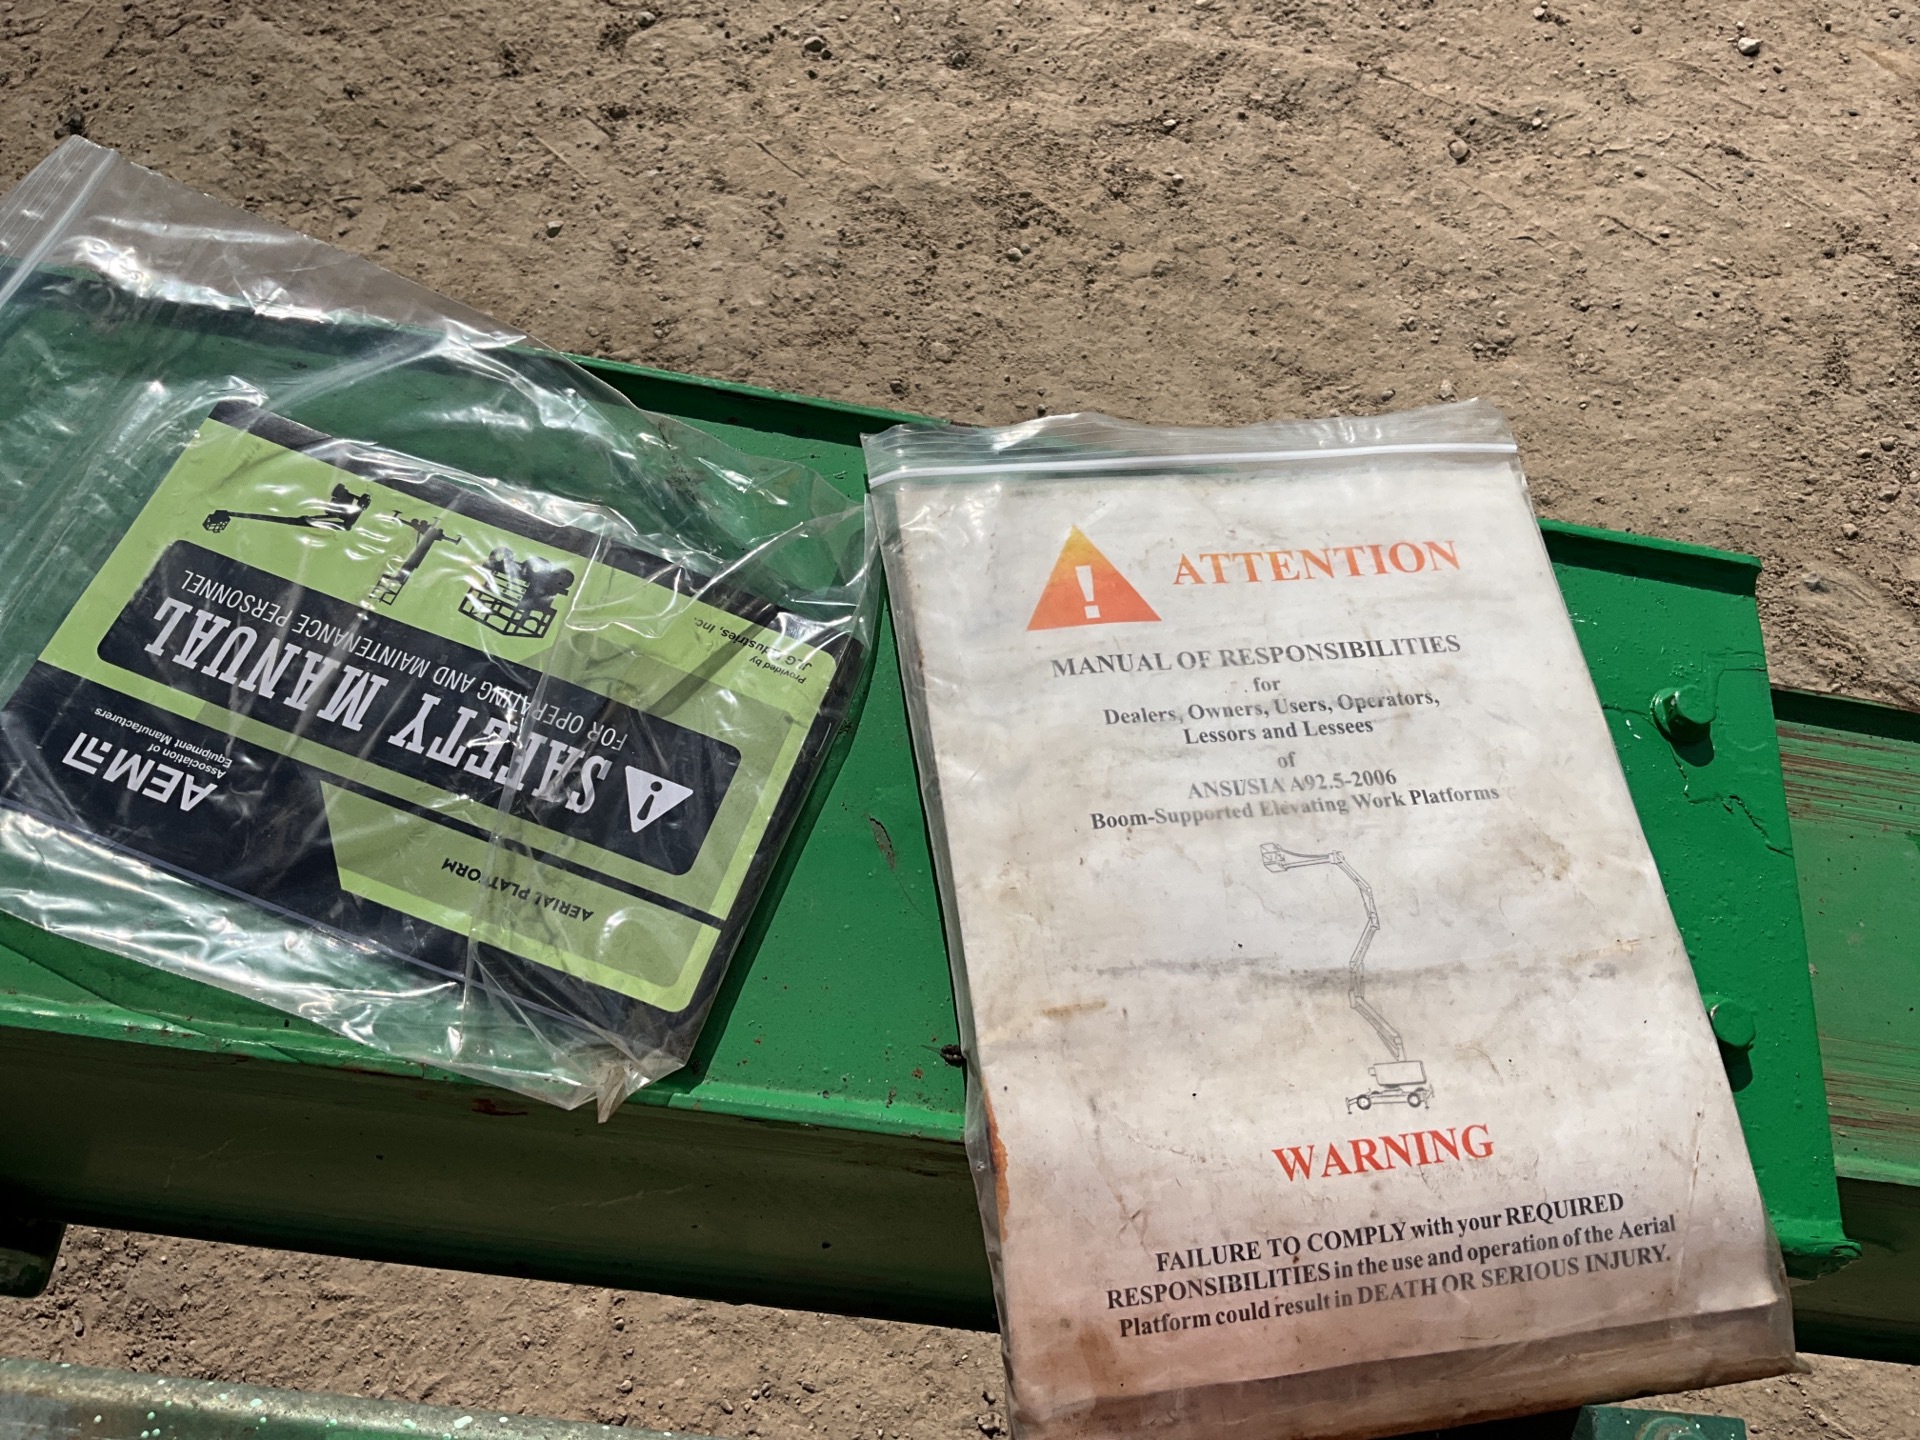 AERIAL PLATFORM
SAFETY MANUAL
FOR OPERATING AND MAINTENANCE PERSONNEL
AEM
Association of
Equipment Manufacturers
Provided by
JLG Industries, Inc.
ATTENTION
MANUAL OF RESPONSIBILITIES
for
Dealers, Owners, Users, Operators,
Lessors and Lessees
of
ANSI/SIA A92.5-2006
Boom-Supported Elevating Work Platforms
WARNING
FAILURE TO COMPLY with your REQUIRED
RESPONSIBILITIES in the use and operation of the Aerial
Platform could result in DEATH OR SERIOUS INJURY.